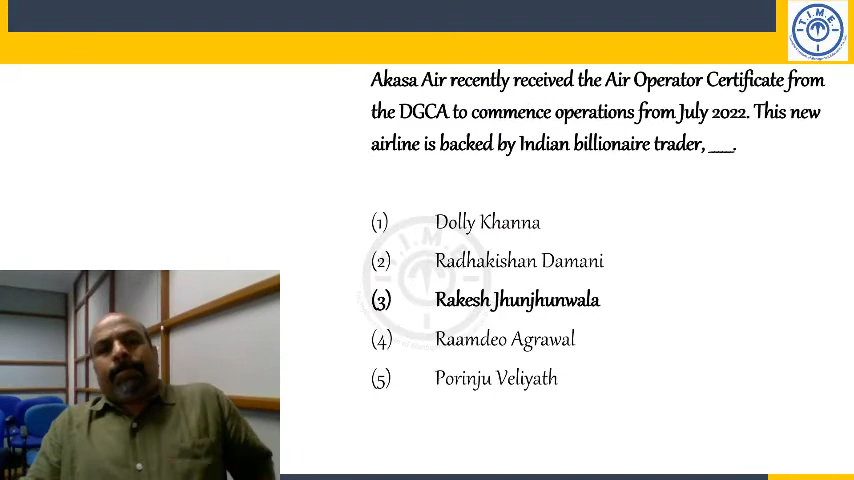 T.I.M.E.
Akasa Air recently received the Air Operator Certificate from
the DGCA to commence operations from July 2022. This new
airline is backed by Indian billionaire trader, ___.
(1) Dolly Khanna
(2) Radhakishan Damani
(3) Rakesh Jhunjhunwala
(4) Raamdeo Agrawal
(5) Porinju Veliyath